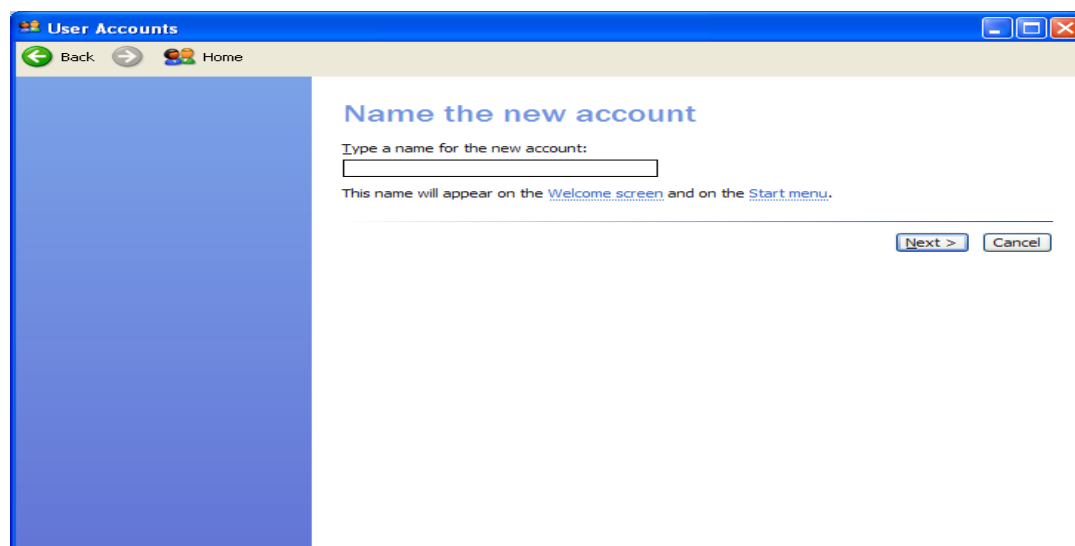 User Accounts
Back Home
Name the new account
Type a name for the new account:
This name will appear on the Welcome screen and on the Start menu.
Next > Cancel